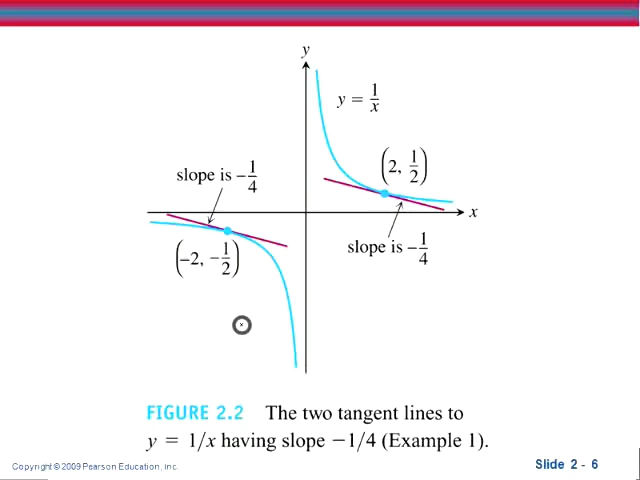 y
y = 1/x
(2, 1/2)
slope is –1/4
x
slope is –1/4
(–2, –1/2)
FIGURE 2.2 The two tangent lines to
y = 1/x having slope −1/4 (Example 1).
Copyright © 2009 Pearson Education, Inc.
Slide 2 - 6